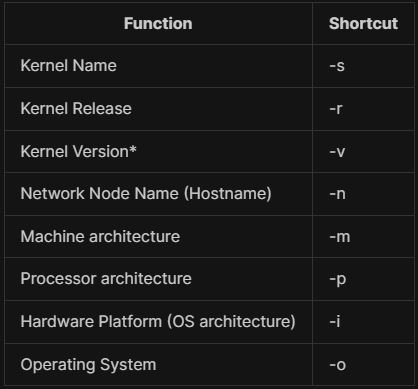 Function Shortcut
Kernel Name -s
Kernel Release -r
Kernel Version* -v
Network Node Name (Hostname) -n
Machine architecture -m
Processor architecture -p
Hardware Platform (OS architecture) -i
Operating System -o